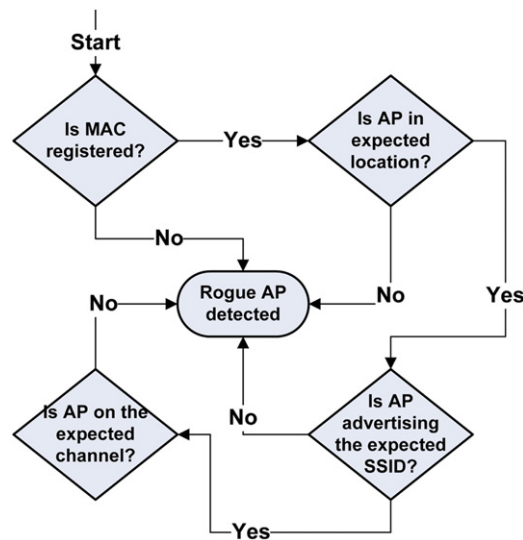 Start
Is MAC
registered?
Yes
Is AP in
expected
location?
No
No
Yes
Rogue AP
detected
No
Is AP on the
expected
channel?
No
Is AP
advertising
the expected
SSID?
Yes